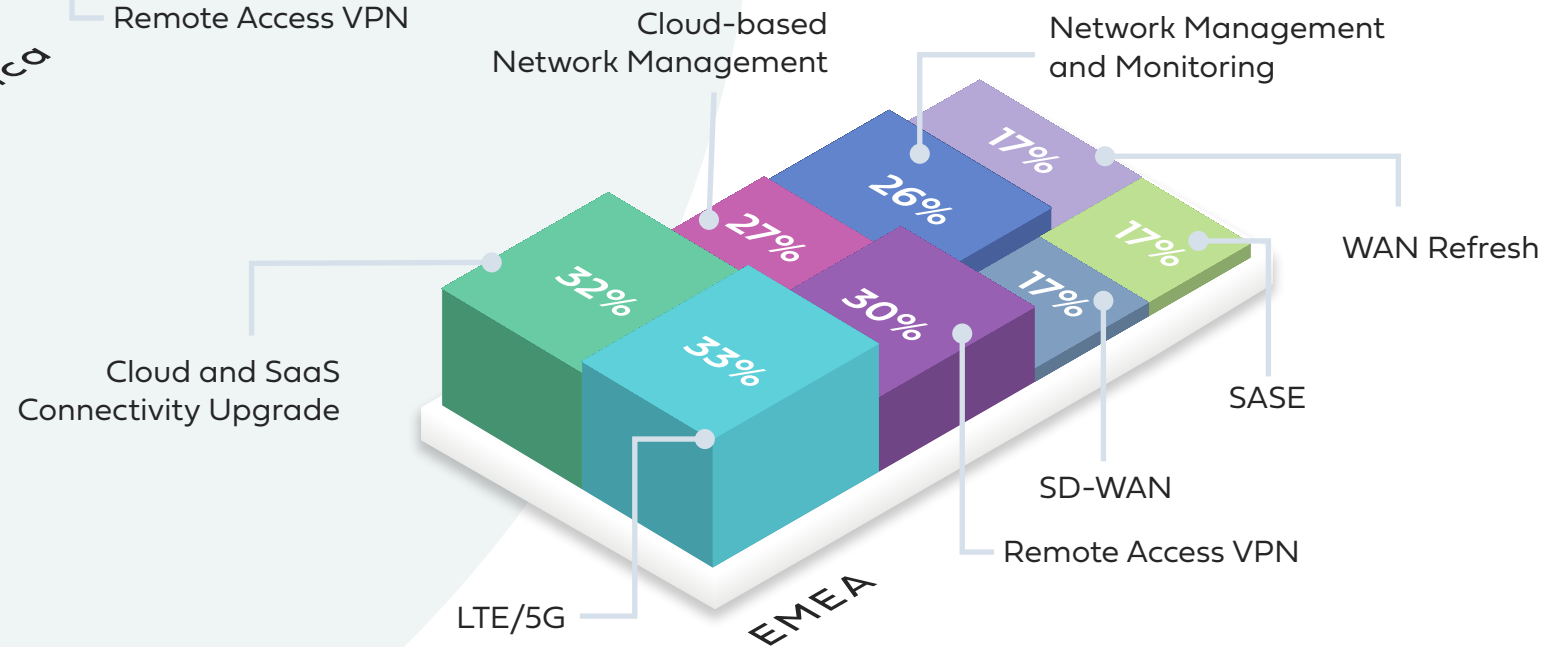 Remote Access VPN
Cloud-based
Network Management
Network Management
and Monitoring
17%
26%
27%
17%
WAN Refresh
32%
30%
17%
33%
Cloud and SaaS
Connectivity Upgrade
SASE
SD-WAN
Remote Access VPN
LTE/5G
EMEA